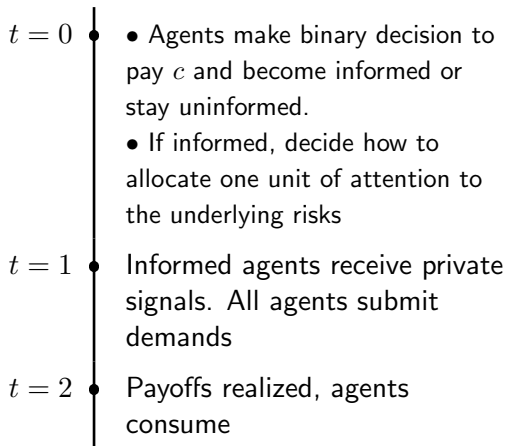 t = 0 • Agents make binary decision to
pay c and become informed or
stay uninformed.
• If informed, decide how to
allocate one unit of attention to
the underlying risks
t = 1 Informed agents receive private
signals. All agents submit
demands
t = 2 Payoffs realized, agents
consume